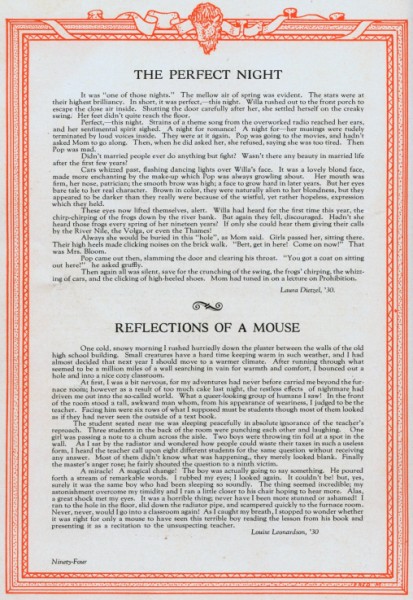 THE PERFECT NIGHT
It was "one of those nights." The mellow air of spring was evident. The stars were at
their highest brilliancy. In short, it was perfect,—this night. Willa rushed out to the front porch to
escape the close air inside. Shutting the door carefully after her, she settled herself on the creaky
swing. Her feet didn't quite reach the floor.
Perfect,—this night. Strains of a theme song from the overworked radio reached her ears,
and her sentimental spirit sighed. A night for romance! A night for—her musings were rudely
terminated by loud voices inside. They were at it again. Pop was going to the movies, and hadn't
asked Mom to go along. Then, when he did asked her, she refused, saying she was too tired. Then
Pop was mad.
Didn't married people ever do anything but fight? Wasn't there any beauty in married life
after the first few years?
Cats whizzed past, flashing dancing lights over Willa's face. It was a lovely blond face,
made more enchanting by the make-up which Pop was always growling about. Her mouth was
firm, her nose, patrician; the smooth brow was high; a face to grow hard in later years. But her eyes
bare tale to her real character. Brown in color, they were naturally alien to her blondness, but they
appeared to be darker than they really were because of the wistful, yet rather hopeless, expression
which they held.
These eyes now lifted themselves, alert. Willa heard for the first time this year, the
chirp-chirping of the frogs down by the river bank. But again they fell, discouraged. Hadn't she
heard those frogs every spring of her nineteen years? If only she could hear them giving their calls
by the River Nile, the Volga, or even the Thames!
Always she would be buried in this "hole", as Mom said. Girls passed her, sitting there.
Their high heels made clicking noises on the brick walk. "Bert, get in here! Come on now!" That
was Mrs. Bloom.
Pop came out then, slamming the door and clearing his throat. "You got a coat on sitting
out here?" he asked gruffly.
Then again all was silent, save for the crunching of the swing, the frogs' chirping, the whizz-
ing of cars, and the clicking of high-heeled shoes. Mom had tuned in on a lecture on Prohibition.
Laura Dietzel, '30.
REFLECTIONS OF A MOUSE
One cold, snowy morning I rushed hurriedly down the plaster between the walls of the old
high school building. Small creatures have a hard time keeping warm in such weather, and I had
almost decided that next year I should move to a warmer climate. After running through what
seemed to be a million miles of a wall searching in vain for warmth and comfort, I bounced out of a
hole and into a nice cozy classroom.
At first, I was a bit nervous, for my adventures had never before carried me beyond the fur-
nace room; however as a result of too much cake last night, the restless effects of nightmare had
driven me out into the so-called world. What a queer-looking group of humans I saw! In the front
of the room stood a tall, awkward man whom, from his appearance of weariness, I judged to be the
teacher. Facing him were six rows of what I supposed must be students though most of them looked
as if they had never seen the outside of a text book.
The student seated near me was sleeping peacefully in absolute ignorance of the teacher's
reproach. Three students in the back of the room were punching each other and laughing. One
girl was passing a note to a chum across the aisle. Two boys were throwing tin foil at a spot in the
wall. As I sat by the radiator and wondered how people could waste their time in such a useless
form, I heard the teacher call upon eight different students for the same question without receiving
any answer. Most of them didn't know what was happening, they merely looked blank. Finally
the master's anger rose; he fairly shouted the question to a ninth victim.
A miracle! A magical change! The boy was actually going to say something. He poured
forth a stream of remarkable words. I rubbed my eyes; I looked again. It couldn't be! but, yes,
surely it was the same boy who had been sleeping so soundly. The thing seemed incredible; my
astonishment overcome my timidity and I ran a little closer to his chair hoping to hear more. Alas,
a great shock met my eyes. It was a horrible thing; never have I been more stunned or ashamed! I
ran to the hole in the floor, slid down the radiator pipe, and scampered quickly to the furnace room.
Never, never, would I go into a classroom again! As I caught my breath, I stopped to wonder whether
it was right for only a mouse to have seen this terrible boy reading the lesson from his book and
presenting it as a recitation to the unsuspecting teacher.
Louise Leonardson, '30
Ninety-Four